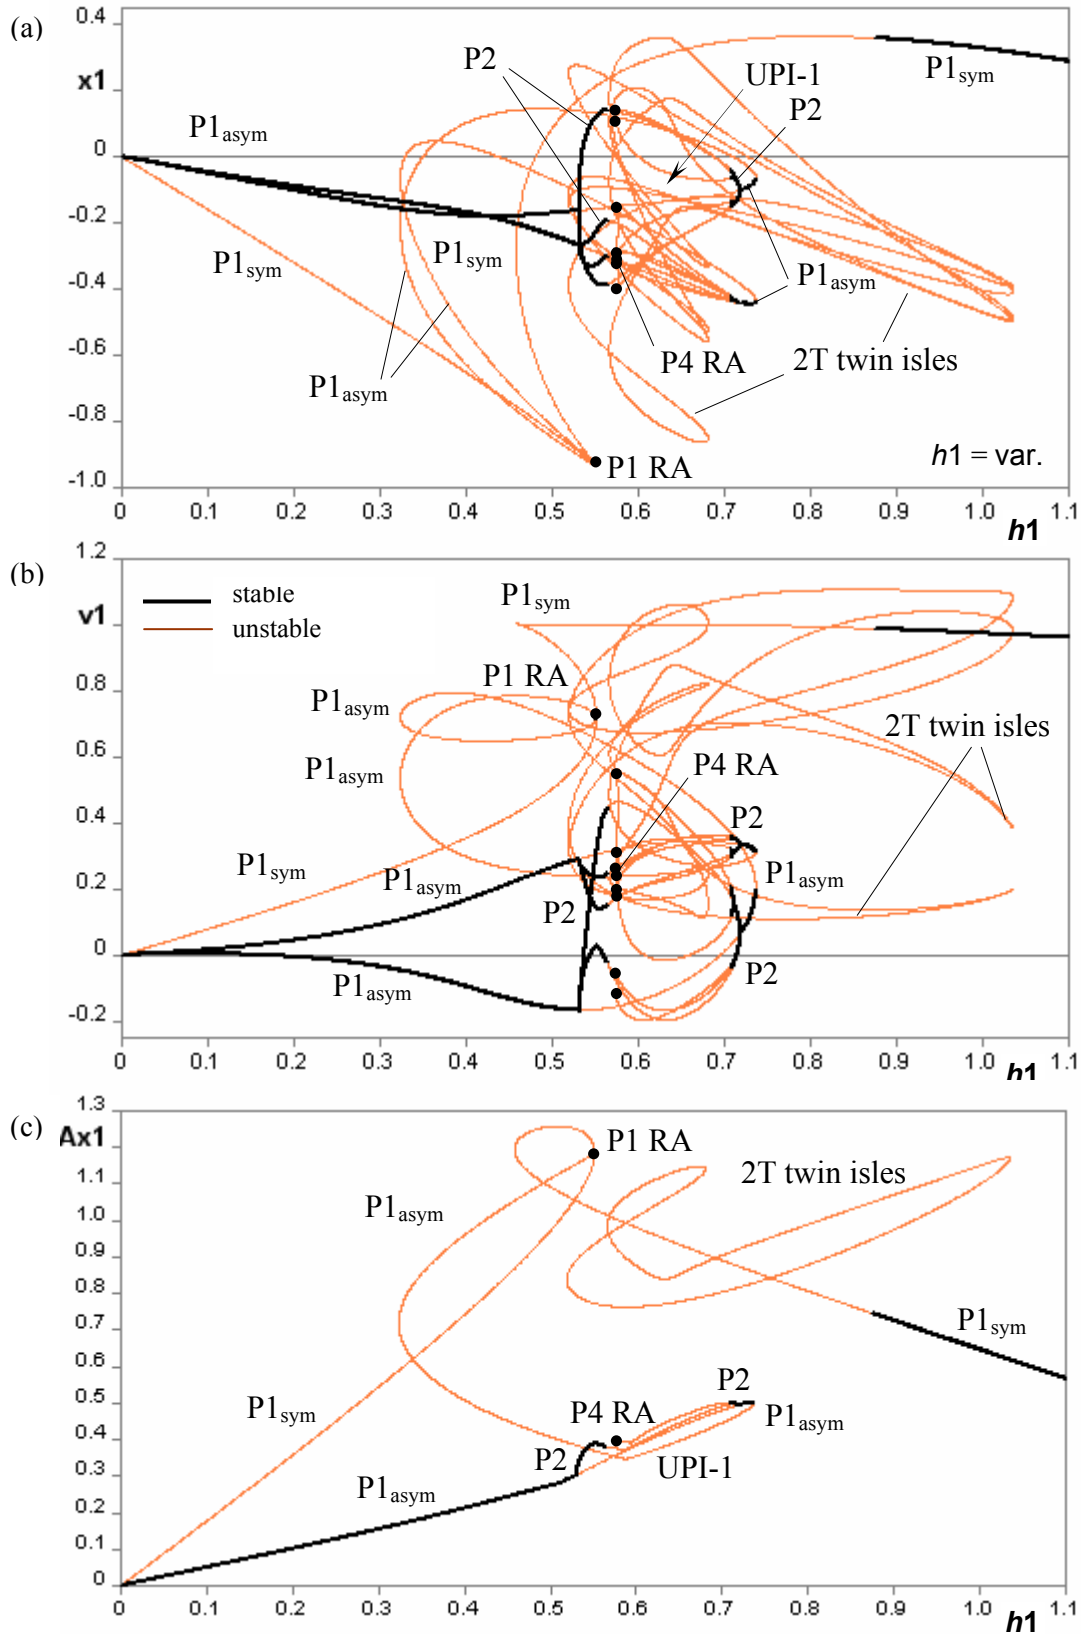 (a)
0.4
x1
0
-0.2
-0.4
-0.6
-0.8
-1.0
P2
UPI-1
P2
P1sym
P1asym
P1sym
P1sym
P1asym
P1asym
P4 RA
2T twin isles
P1 RA
h1 = var.
0 0.1 0.2 0.3 0.4 0.5 0.6 0.7 0.8 0.9 1.0 1.1
h1
(b)
1.2
v1
0.8
0.6
0.4
0.2
0
-0.2
stable
unstable
P1sym
P1 RA
P1asym
P1asym
2T twin isles
P4 RA
P2
P1sym
P1asym
P1asym
P2
P1asym
P2
0 0.1 0.2 0.3 0.4 0.5 0.6 0.7 0.8 0.9 1.0 1.1
h1
(c)
1.3
Ax1
1.1
1.0
0.9
0.8
0.7
0.6
0.5
0.4
0.3
0.2
0.1
0
P1 RA
2T twin isles
P1asym
P1sym
P1sym
P2
P4 RA
P1asym
P2
UPI-1
P1asym
0 0.1 0.2 0.3 0.4 0.5 0.6 0.7 0.8 0.9 1.0
h1